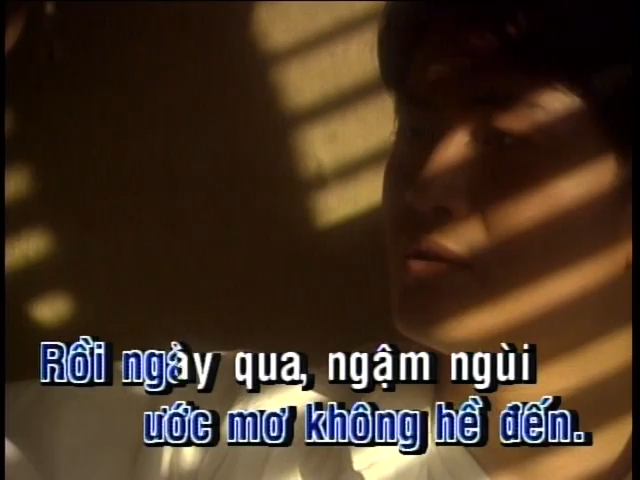 Rồi ngày qua, ngậm ngùi
ước mơ không hề đến.